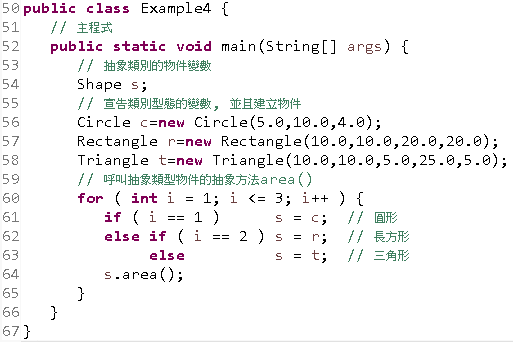 50 public class Example4 {
51     // 主程式
52     public static void main(String[] args) {
53         // 抽象類別的物件變數
54         Shape s;
55         // 宣告類別型態的變數, 並且建立物件
56         Circle c=new Circle(5.0,10.0,4.0);
57         Rectangle r=new Rectangle(10.0,10.0,20.0,20.0);
58         Triangle t=new Triangle(10.0,10.0,5.0,25.0,5.0);
59         // 呼叫抽象類型物件的抽象方法area()
60         for ( int i = 1; i <= 3; i++ ) {
61             if ( i == 1 )      s = c;  // 圓形
62             else if ( i == 2 ) s = r;  // 長方形
63                  else          s = t;  // 三角形
64             s.area();
65         }
66     }
67 }